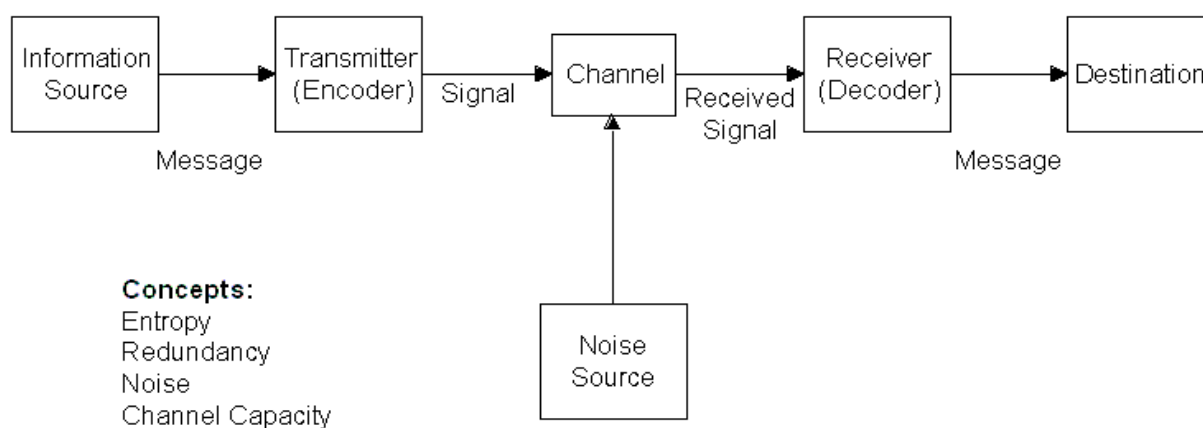 Information
Source
Transmitter
(Encoder)
Channel
Receiver
(Decoder)
Destination
Signal
Received
Signal
Message
Message
Concepts:
Entropy
Redundancy
Noise
Channel Capacity
Noise
Source